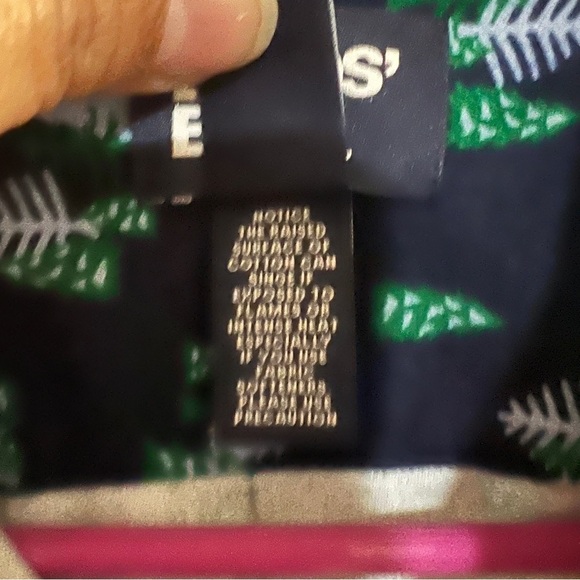 S'
E
NOTICE
THE RAISED
SURFACE OF
COTTON CAN
SINGE IF
EXPOSED TO
FLAMES OR
INTENSE HEAT
ESPECIALLY
IF YOU USE
FABRIC
SOFTENERS.
PLEASE USE
PRECAUTION